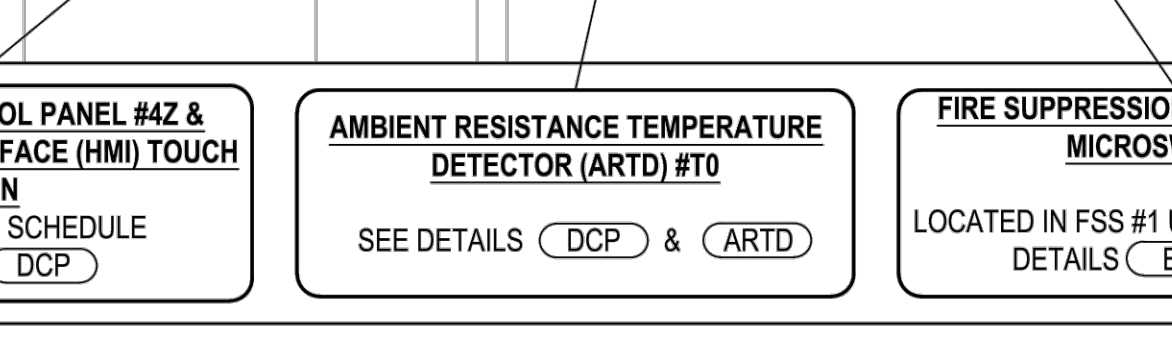 OL PANEL #4Z &
FACE (HMI) TOUCH
N
SCHEDULE
DCP
AMBIENT RESISTANCE TEMPERATURE
DETECTOR (ARTD) #T0
SEE DETAILS DCP & ARTD
FIRE SUPPRESSIO
MICROS
LOCATED IN FSS #1
DETAILS